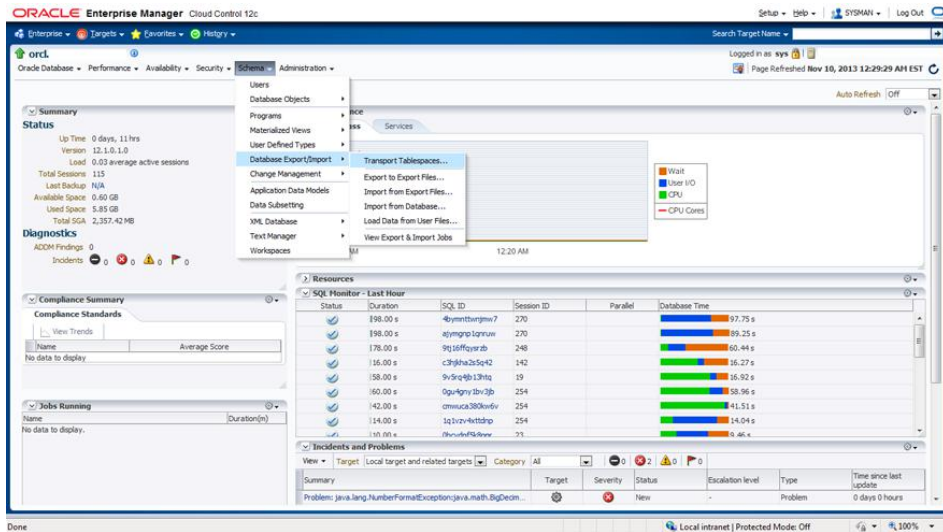 ORACLE Enterprise Manager Cloud Control 12c
Setup Help SYSMAN Log Out
Enterprise Targets Favorites History
Search Target Name
orcl.
Logged in as sys
Oracle Database Performance Availability Security Schema Administration
Page Refreshed Nov 10, 2013 12:29:29 AM EST
Auto Refresh Off
Users
Database Objects
Programs
Materialized Views
User Defined Types
Database Export/Import
Change Management
Application Data Models
Data Subsetting
XML Database
Text Manager
Workspaces
Transport Tablespaces...
Export to Export Files...
Import from Export Files...
Import from Database...
Load Data from User Files...
View Export & Import Jobs
Summary
Status
Up Time 0 days, 11 hrs
Version 12.1.0.1.0
Load 0.03 average active sessions
Total Sessions 115
Last Backup N/A
Available Space 0.60 GB
Used Space 5.85 GB
Total SGA 2,357.42 MB
Diagnostics
ADDM Findings 0
Incidents 0 0 0 0
Services
Wait
User I/O
CPU
CPU Cores
12:20 AM
Resources
Compliance Summary
Compliance Standards
View Trends
Name Average Score
No data to display
Jobs Running
Name Duration(m)
No data to display.
SQL Monitor - Last Hour
Status Duration SQL ID Session ID Parallel Database Time
98.00 s 4bymnttwnjmw7 270 97.75 s
98.00 s ajymgnp1qnruw 270 89.25 s
78.00 s 9tj16ffqysrzb 248 60.44 s
16.00 s c3hjkha2s5q42 142 16.27 s
58.00 s 9v5rq4jb13htq 19 16.92 s
60.00 s 0gu4gny1bv3jb 254 58.96 s
42.00 s cmwuca380kw6v 254 41.51 s
14.00 s 1q1vzv4xttdnp 254 14.04 s
10.00 s 23 9.46 s
Incidents and Problems
View Target Local target and related targets Category All 0 2 0 0
Summary Target Severity Status Escalation level Type Time since last update
Problem: java.lang.NumberFormatException:java.math.BigDecim... New - Problem 0 days 0 hours
Done
Local intranet | Protected Mode: Off 100%